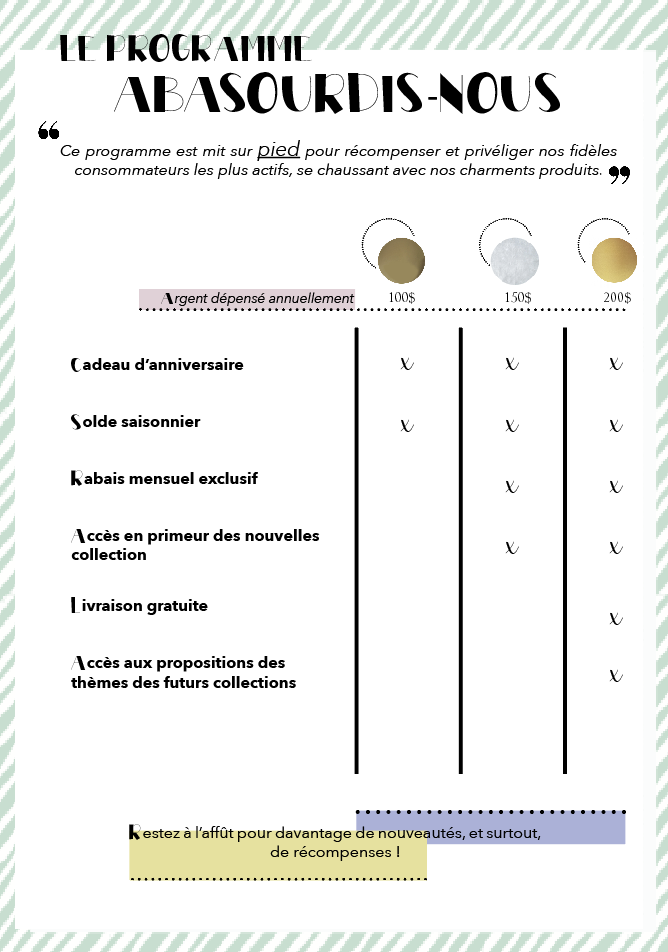 LE PROGRAMME
ABASOURDIS-NOUS
“
Ce programme est mit sur pied pour récompenser et privéliger nos fidèles
consommateurs les plus actifs, se chaussant avec nos charments produits. ”
Argent dépensé annuellement 100$ 150$ 200$
Cadeau d’anniversaire x x x
Solde saisonnier x x x
Rabais mensuel exclusif x x
Accès en primeur des nouvelles
collection x x
Livraison gratuite x
Accès aux propositions des
thèmes des futurs collections x
Restez à l’affût pour davantage de nouveautés, et surtout,
de récompenses !